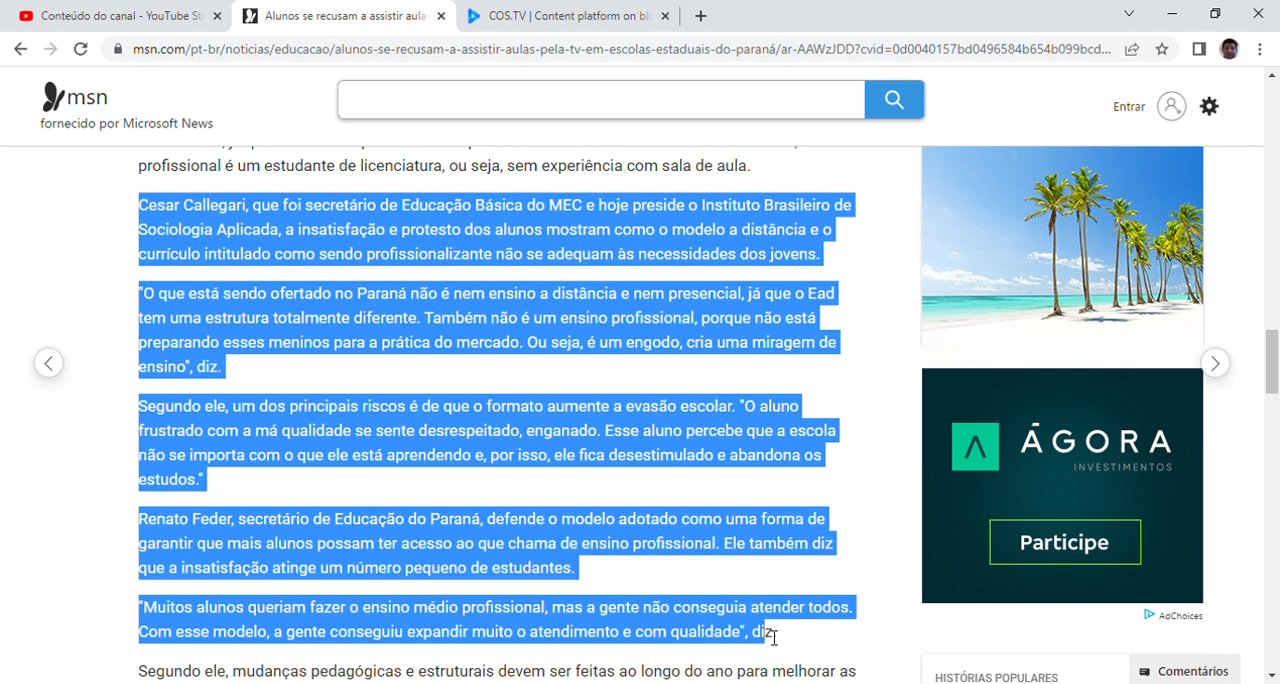 Conteúdo do canal - YouTube St
Alunos se recusam a assistir aula
COS.TV | Content platform on blo
msn.com/pt-br/noticias/educacao/alunos-se-recusam-a-assistir-aulas-pela-tv-em-escolas-estaduais-do-paraná/ar-AAWzJDD?cvid=0d0040157bd0496584b654b099bcd...
msn
fornecido por Microsoft News
Entrar
profissional é um estudante de licenciatura, ou seja, sem experiência com sala de aula.
Cesar Callegari, que foi secretário de Educação Básica do MEC e hoje preside o Instituto Brasileiro de
Sociologia Aplicada, a insatisfação e protesto dos alunos mostram como o modelo a distância e o
currículo intitulado como sendo profissionalizante não se adequam às necessidades dos jovens.
"O que está sendo ofertado no Paraná não é nem ensino a distância e nem presencial, já que o Ead
tem uma estrutura totalmente diferente. Também não é um ensino profissional, porque não está
preparando esses meninos para a prática do mercado. Ou seja, é um engodo, cria uma miragem de
ensino", diz.
Segundo ele, um dos principais riscos é de que o formato aumente a evasão escolar. "O aluno
frustrado com a má qualidade se sente desrespeitado, enganado. Esse aluno percebe que a escola
não se importa com o que ele está aprendendo e, por isso, ele fica desestimulado e abandona os
estudos."
Renato Feder, secretário de Educação do Paraná, defende o modelo adotado como uma forma de
garantir que mais alunos possam ter acesso ao que chama de ensino profissional. Ele também diz
que a insatisfação atinge um número pequeno de estudantes.
"Muitos alunos queriam fazer o ensino médio profissional, mas a gente não conseguia atender todos.
Com esse modelo, a gente conseguiu expandir muito o atendimento e com qualidade", diz.
Segundo ele, mudanças pedagógicas e estruturais devem ser feitas ao longo do ano para melhorar as
ÁGORA
INVESTIMENTOS
Participe
AdChoices
HISTÓRIAS POPULARES
Comentários